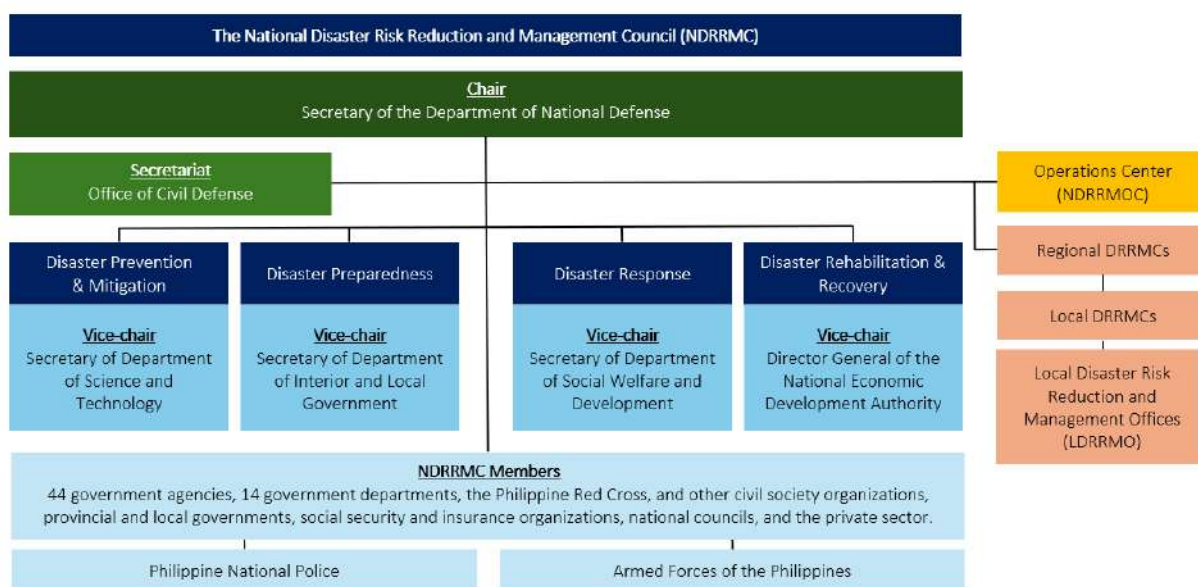 The National Disaster Risk Reduction and Management Council (NDRRMC)
Chair
Secretary of the Department of National Defense
Secretariat
Office of Civil Defense
Operations Center
(NDRRMOC)
Regional DRRMCs
Local DRRMCs
Local Disaster Risk
Reduction and
Management Offices
(LDRRMO)
Disaster Prevention
& Mitigation
Vice-chair
Secretary of Department
of Science and
Technology
Disaster Preparedness
Vice-chair
Secretary of Department
of Interior and Local
Government
Disaster Response
Vice-chair
Secretary of Department
of Social Welfare and
Development
Disaster Rehabilitation &
Recovery
Vice-chair
Director General of the
National Economic
Development Authority
NDRRMC Members
44 government agencies, 14 government departments, the Philippine Red Cross, and other civil society organizations,
provincial and local governments, social security and insurance organizations, national councils, and the private sector.
Philippine National Police
Armed Forces of the Philippines